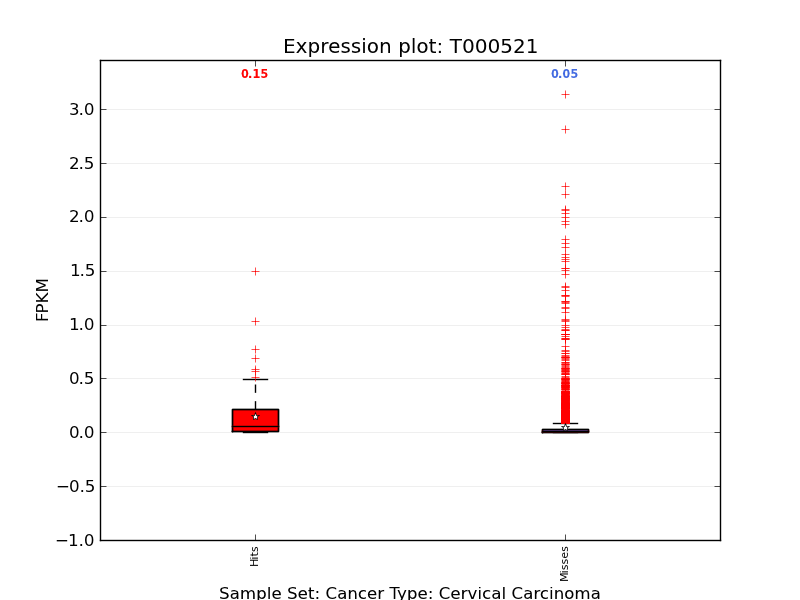 Expression plot: T000521
0.15
0.05
3.0
2.5
2.0
1.5
1.0
0.5
0.0
−0.5
−1.0
FPKM
Hits
Misses
Sample Set: Cancer Type: Cervical Carcinoma